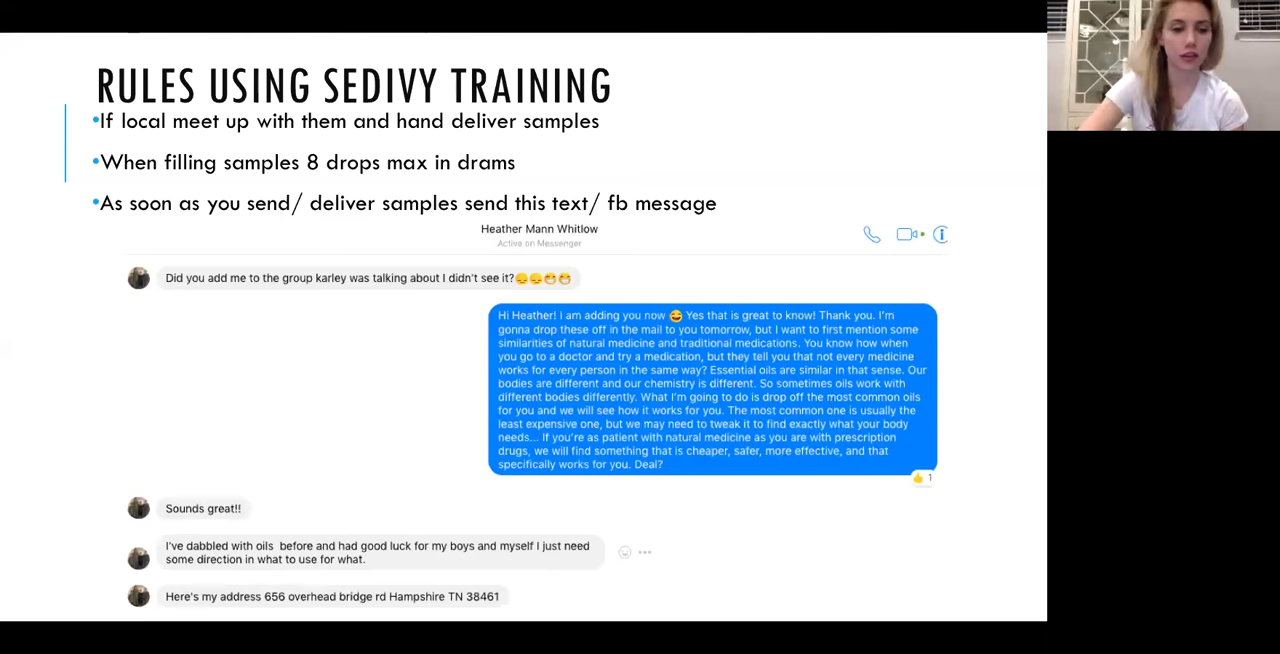 RULES USING SEDIVY TRAINING
•If local meet up with them and hand deliver samples
•When filling samples 8 drops max in drams
•As soon as you send/ deliver samples send this text/ fb message
Heather Mann Whitlow
Active on Messenger
Did you add me to the group karley was talking about I didn't see it?😞😞😁😁
Hi Heather! i am adding you now 😂 Yes that is great to know! Thank you. I'm
gonna drop these off in the mail to you tomorrow, but I want to first mention some
similarities of natural medicine and traditional medications. You know how when
you go to a doctor and try a medication, but they tell you that not every medicine
works for every person in the same way? Essential oils are similar in that sense. Our
bodies are different and our chemistry is different. So sometimes oils work with
different bodies differently. What I'm going to do is drop off the most common oils
for you and we will see how it works for you. The most common one is usually the
least expensive one, but we may need to tweak it to find exactly what your body
needs... If you're as patient with natural medicine as you are with prescription
drugs, we will find something that is cheaper, safer, more effective, and that
specifically works for you. Deal?
👍 1
Sounds great!!
I've dabbled with oils  before and had good luck for my boys and myself I just need
some direction in what to use for what.
Here's my address 656 overhead bridge rd Hampshire TN 38461